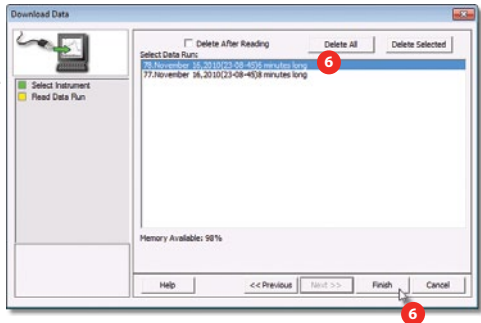 Download Data
Delete After Reading
Delete All
Delete Selected
Select Data Run:
78.November 16,2010(23-08-45)6 minutes long
6
77.November 16,2010(23-08-45)8 minutes long
Select Instrument
Read Data Run
Memory Available: 98%
Help
<< Previous
Next >>
Finish
Cancel
6